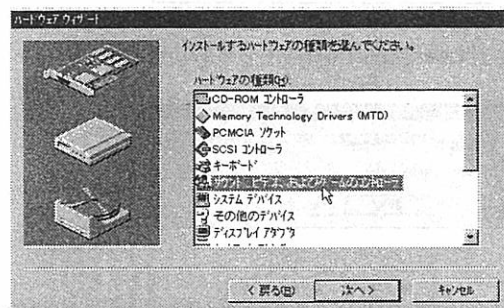 ハードウェア ウィザード
インストールするハードウェアの種類を選んでください。
ハードウェアの種類(H):
CD-ROM コントローラ
Memory Technology Drivers (MTD)
PCMCIA ソケット
SCSI コントローラ
キーボード
サウンド、ビデオ、およびゲームのコントローラ
システム デバイス
その他のデバイス
ディスプレイ アダプタ
< 戻る(B)
次へ >
キャンセル